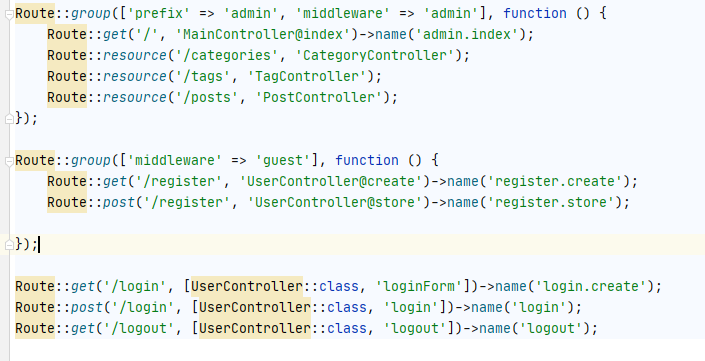 Route::group(['prefix' => 'admin', 'middleware' => 'admin'], function () {
    Route::get('/', 'MainController@index')->name('admin.index');
    Route::resource('/categories', 'CategoryController');
    Route::resource('/tags', 'TagController');
    Route::resource('/posts', 'PostController');
});

Route::group(['middleware' => 'guest'], function () {
    Route::get('/register', 'UserController@create')->name('register.create');
    Route::post('/register', 'UserController@store')->name('register.store');

});

Route::get('/login', [UserController::class, 'loginForm'])->name('login.create');
Route::post('/login', [UserController::class, 'login'])->name('login');
Route::get('/logout', [UserController::class, 'logout'])->name('logout');